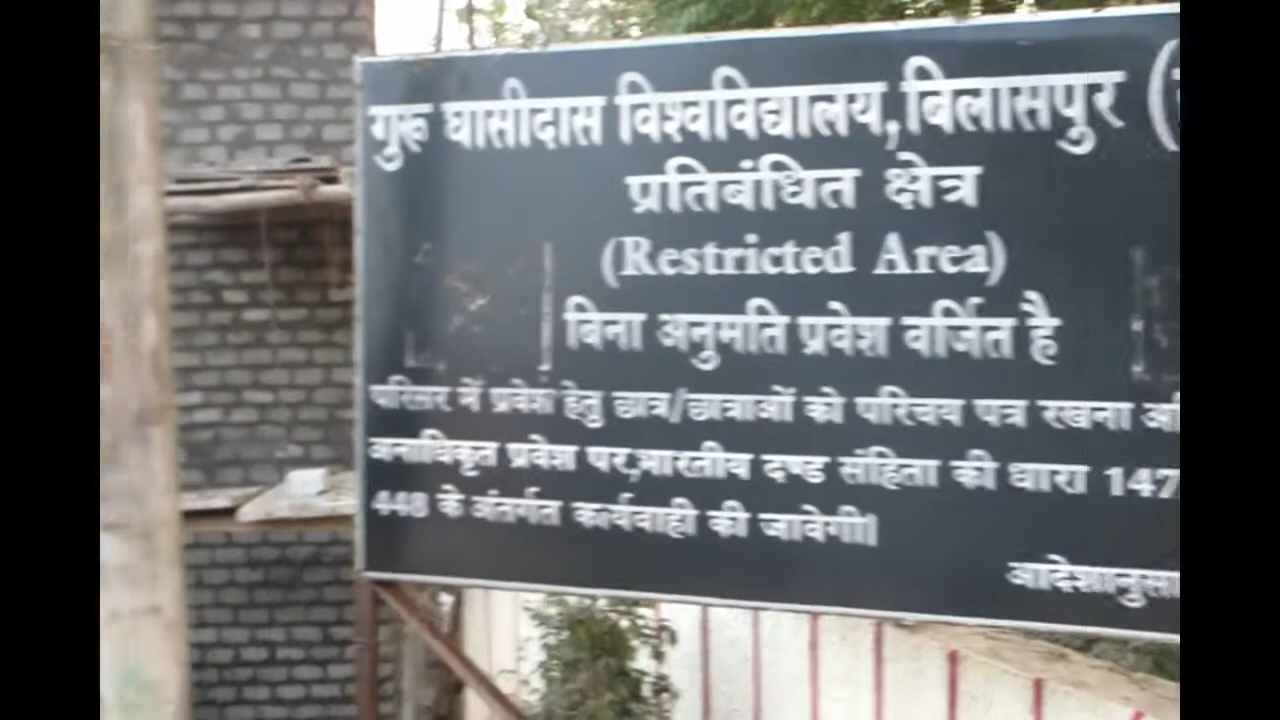 गुरू घासीदास विश्वविद्यालय,बिलासपुर (
प्रतिबंधित क्षेत्र
(Restricted Area)
बिना अनुमति प्रवेश वर्जित है
परिसर में प्रवेश हेतु छात्र/छात्राओं को परिचय पत्र रखना
अनाधिकृत प्रवेश पर,भारतीय दण्ड संहिता की धारा 147
448 के अंतर्गत कार्यवाही की जावेगी।
आदेशानुसा